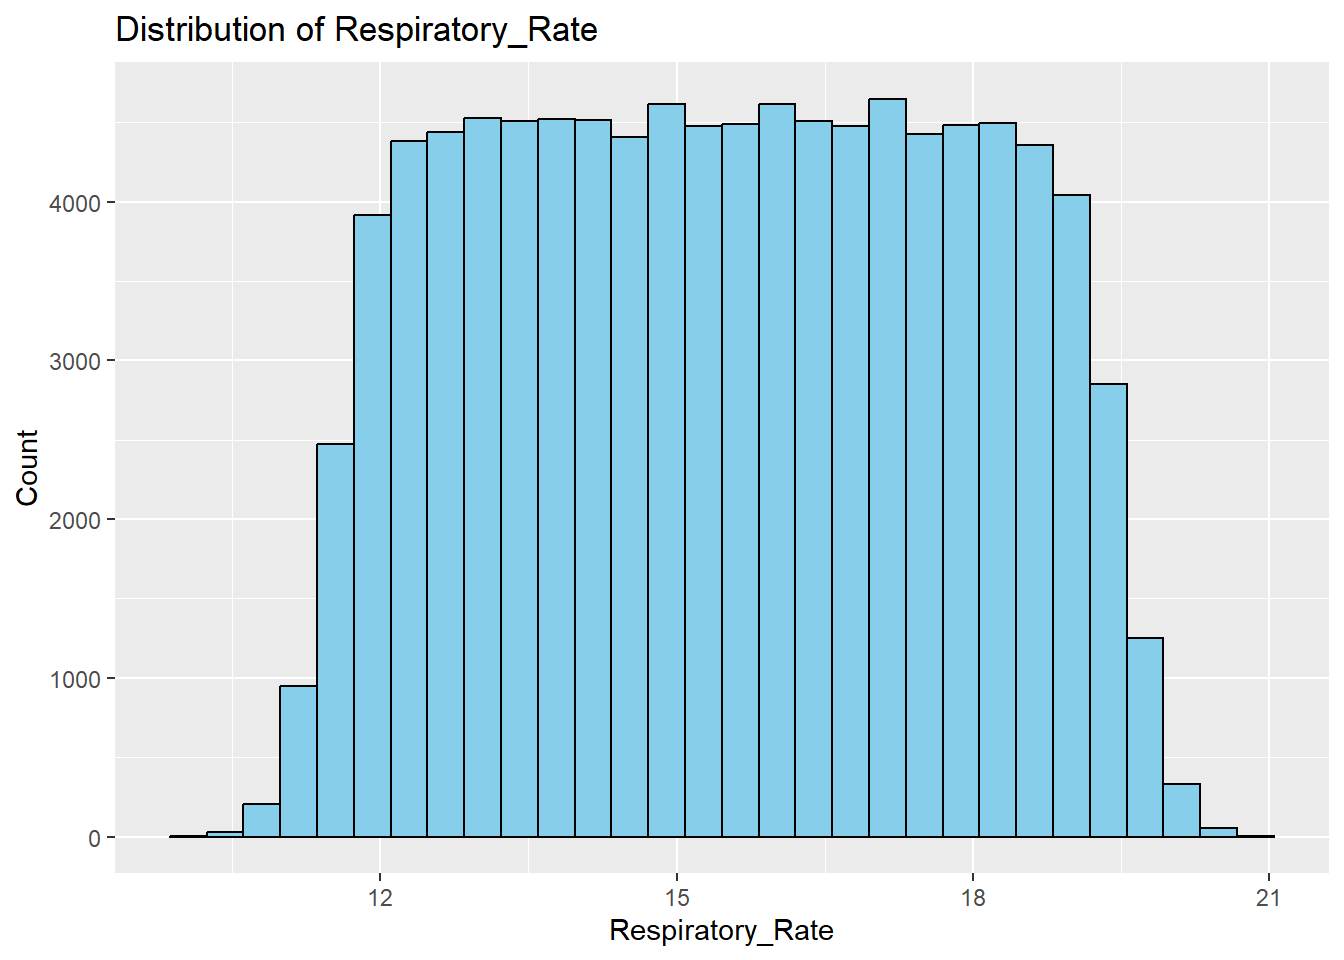 Distribution of Respiratory_Rate
4000
3000
2000
1000
0
Count
12 15 18 21
Respiratory_Rate